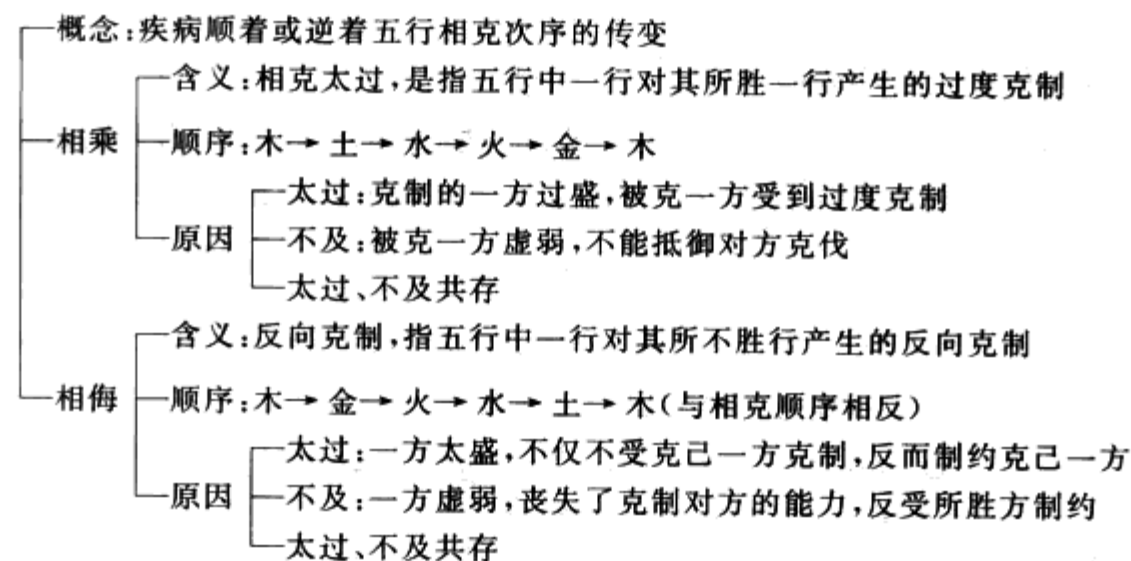 概念:疾病顺着或逆着五行相克次序的传变
含义:相克太过,是指五行中一行对其所胜一行产生的过度克制
相乘
顺序:木→土→水→火→金→木
太过:克制的一方过盛,被克一方受到过度克制
原因
不及:被克一方虚弱,不能抵御对方克伐
太过、不及共存
含义:反向克制,指五行中一行对其所不胜行产生的反向克制
相侮
顺序:木→金→火→水→土→木(与相克顺序相反)
太过:一方太盛,不仅不受克己一方克制,反而制约克己一方
原因
不及:一方虚弱,丧失了克制对方的能力,反受所胜方制约
太过、不及共存